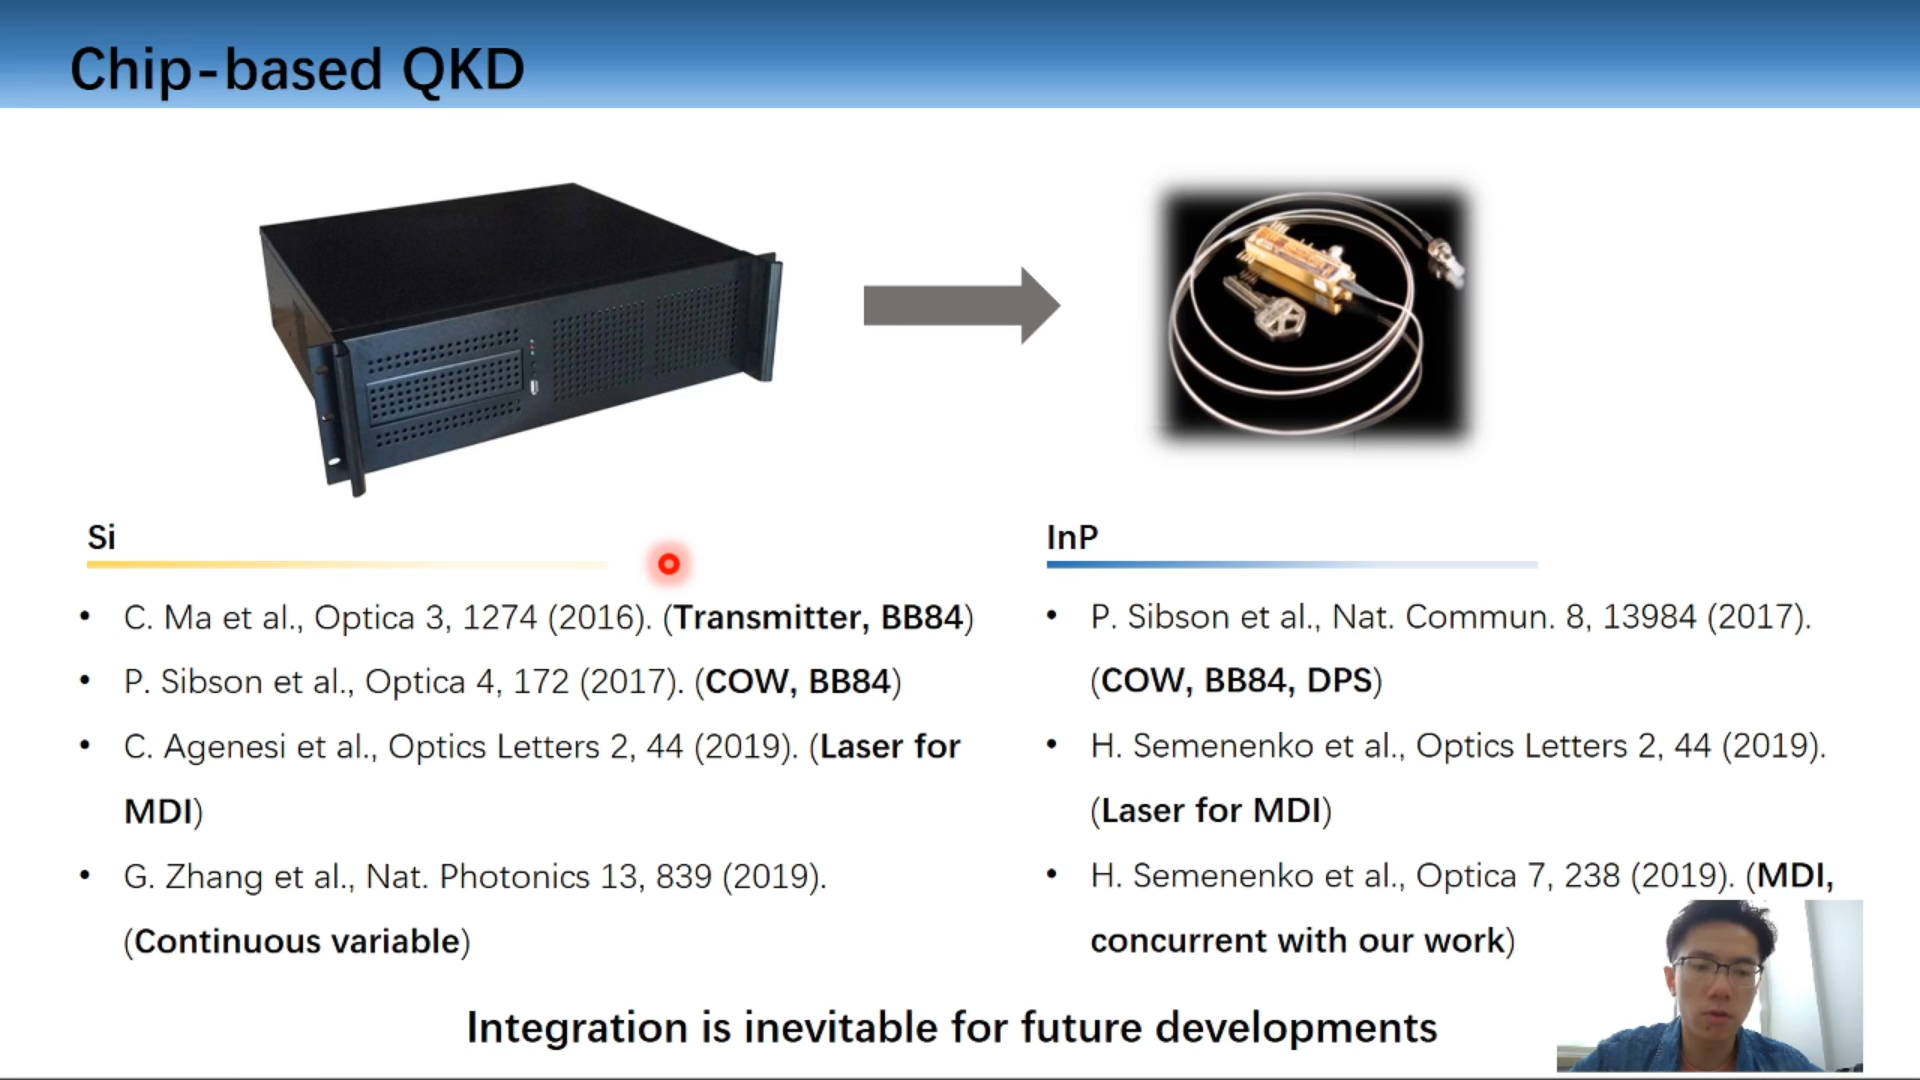 Chip-based QKD
Si
• C. Ma et al., Optica 3, 1274 (2016). (Transmitter, BB84)
• P. Sibson et al., Optica 4, 172 (2017). (COW, BB84)
• C. Agenesi et al., Optics Letters 2, 44 (2019). (Laser for
MDI)
• G. Zhang et al., Nat. Photonics 13, 839 (2019).
(Continuous variable)
InP
• P. Sibson et al., Nat. Commun. 8, 13984 (2017).
(COW, BB84, DPS)
• H. Semenenko et al., Optics Letters 2, 44 (2019).
(Laser for MDI)
• H. Semenenko et al., Optica 7, 238 (2019). (MDI,
concurrent with our work)
Integration is inevitable for future developments